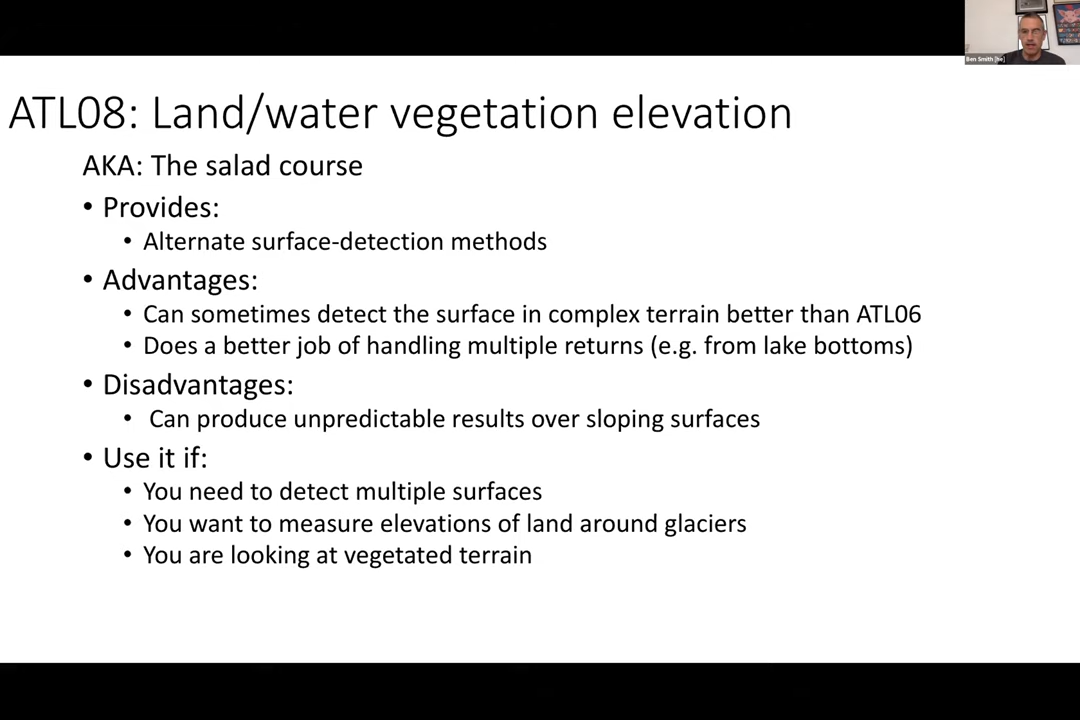 Ben Smith [he]
ATL08: Land/water vegetation elevation
AKA: The salad course
• Provides:
• Alternate surface-detection methods
• Advantages:
• Can sometimes detect the surface in complex terrain better than ATL06
• Does a better job of handling multiple returns (e.g. from lake bottoms)
• Disadvantages:
• Can produce unpredictable results over sloping surfaces
• Use it if:
• You need to detect multiple surfaces
• You want to measure elevations of land around glaciers
• You are looking at vegetated terrain